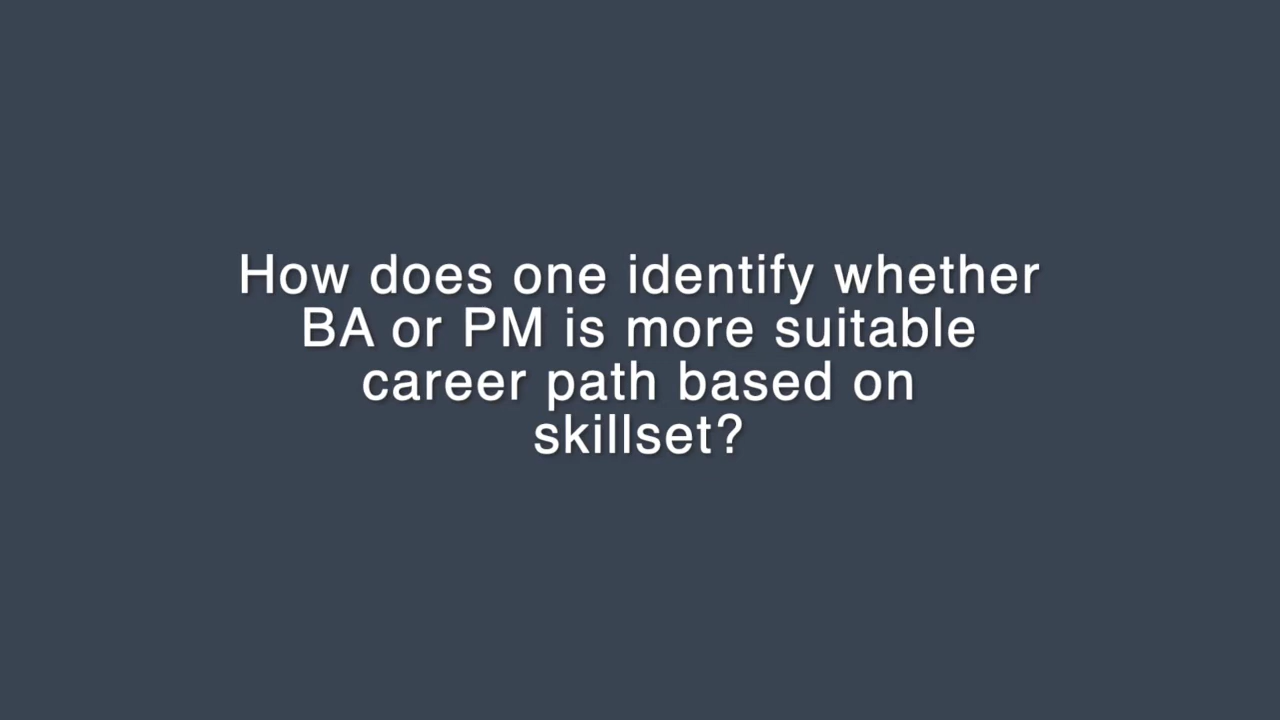 How does one identify whether
BA or PM is more suitable
career path based on
skillset?